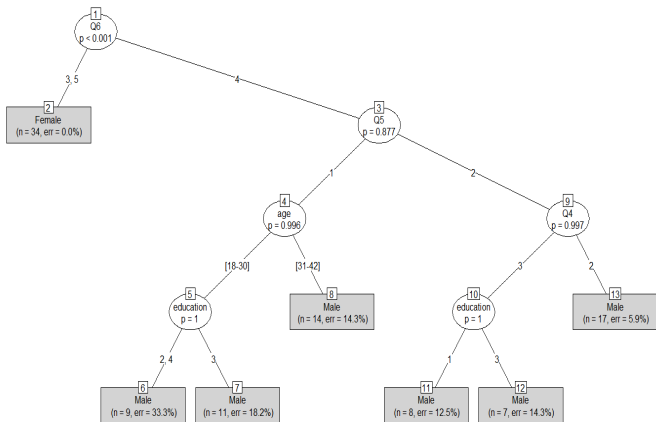 1
Q6
p < 0.001
3, 5
4
2
Female
(n = 34, err = 0.0%)
3
Q5
p = 0.877
1
2
4
age
p = 0.996
9
Q4
p = 0.997
[18-30]
[31-42]
3
2
5
education
p = 1
8
Male
(n = 14, err = 14.3%)
10
education
p = 1
13
Male
(n = 17, err = 5.9%)
2, 4
3
1
3
6
Male
(n = 9, err = 33.3%)
7
Male
(n = 11, err = 18.2%)
11
Male
(n = 8, err = 12.5%)
12
Male
(n = 7, err = 14.3%)